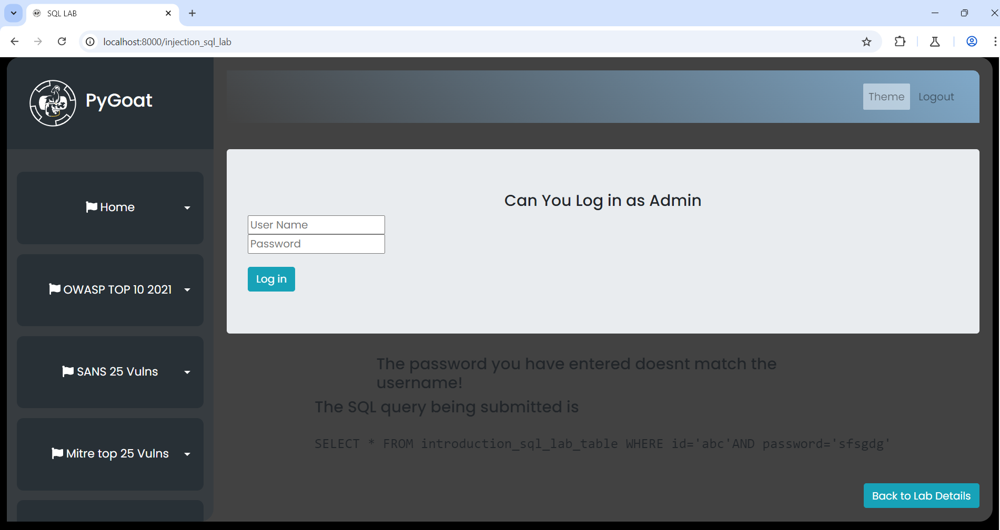 SQL LAB
localhost:8000/injection_sql_lab
PyGoat
Theme
Logout
Home
OWASP TOP 10 2021
SANS 25 Vulns
Mitre top 25 Vulns
Can You Log in as Admin
User Name
Password
Log in
The password you have entered doesnt match the
username!
The SQL query being submitted is
SELECT * FROM introduction_sql_lab_table WHERE id='abc'AND password='sfsgdg'
Back to Lab Details